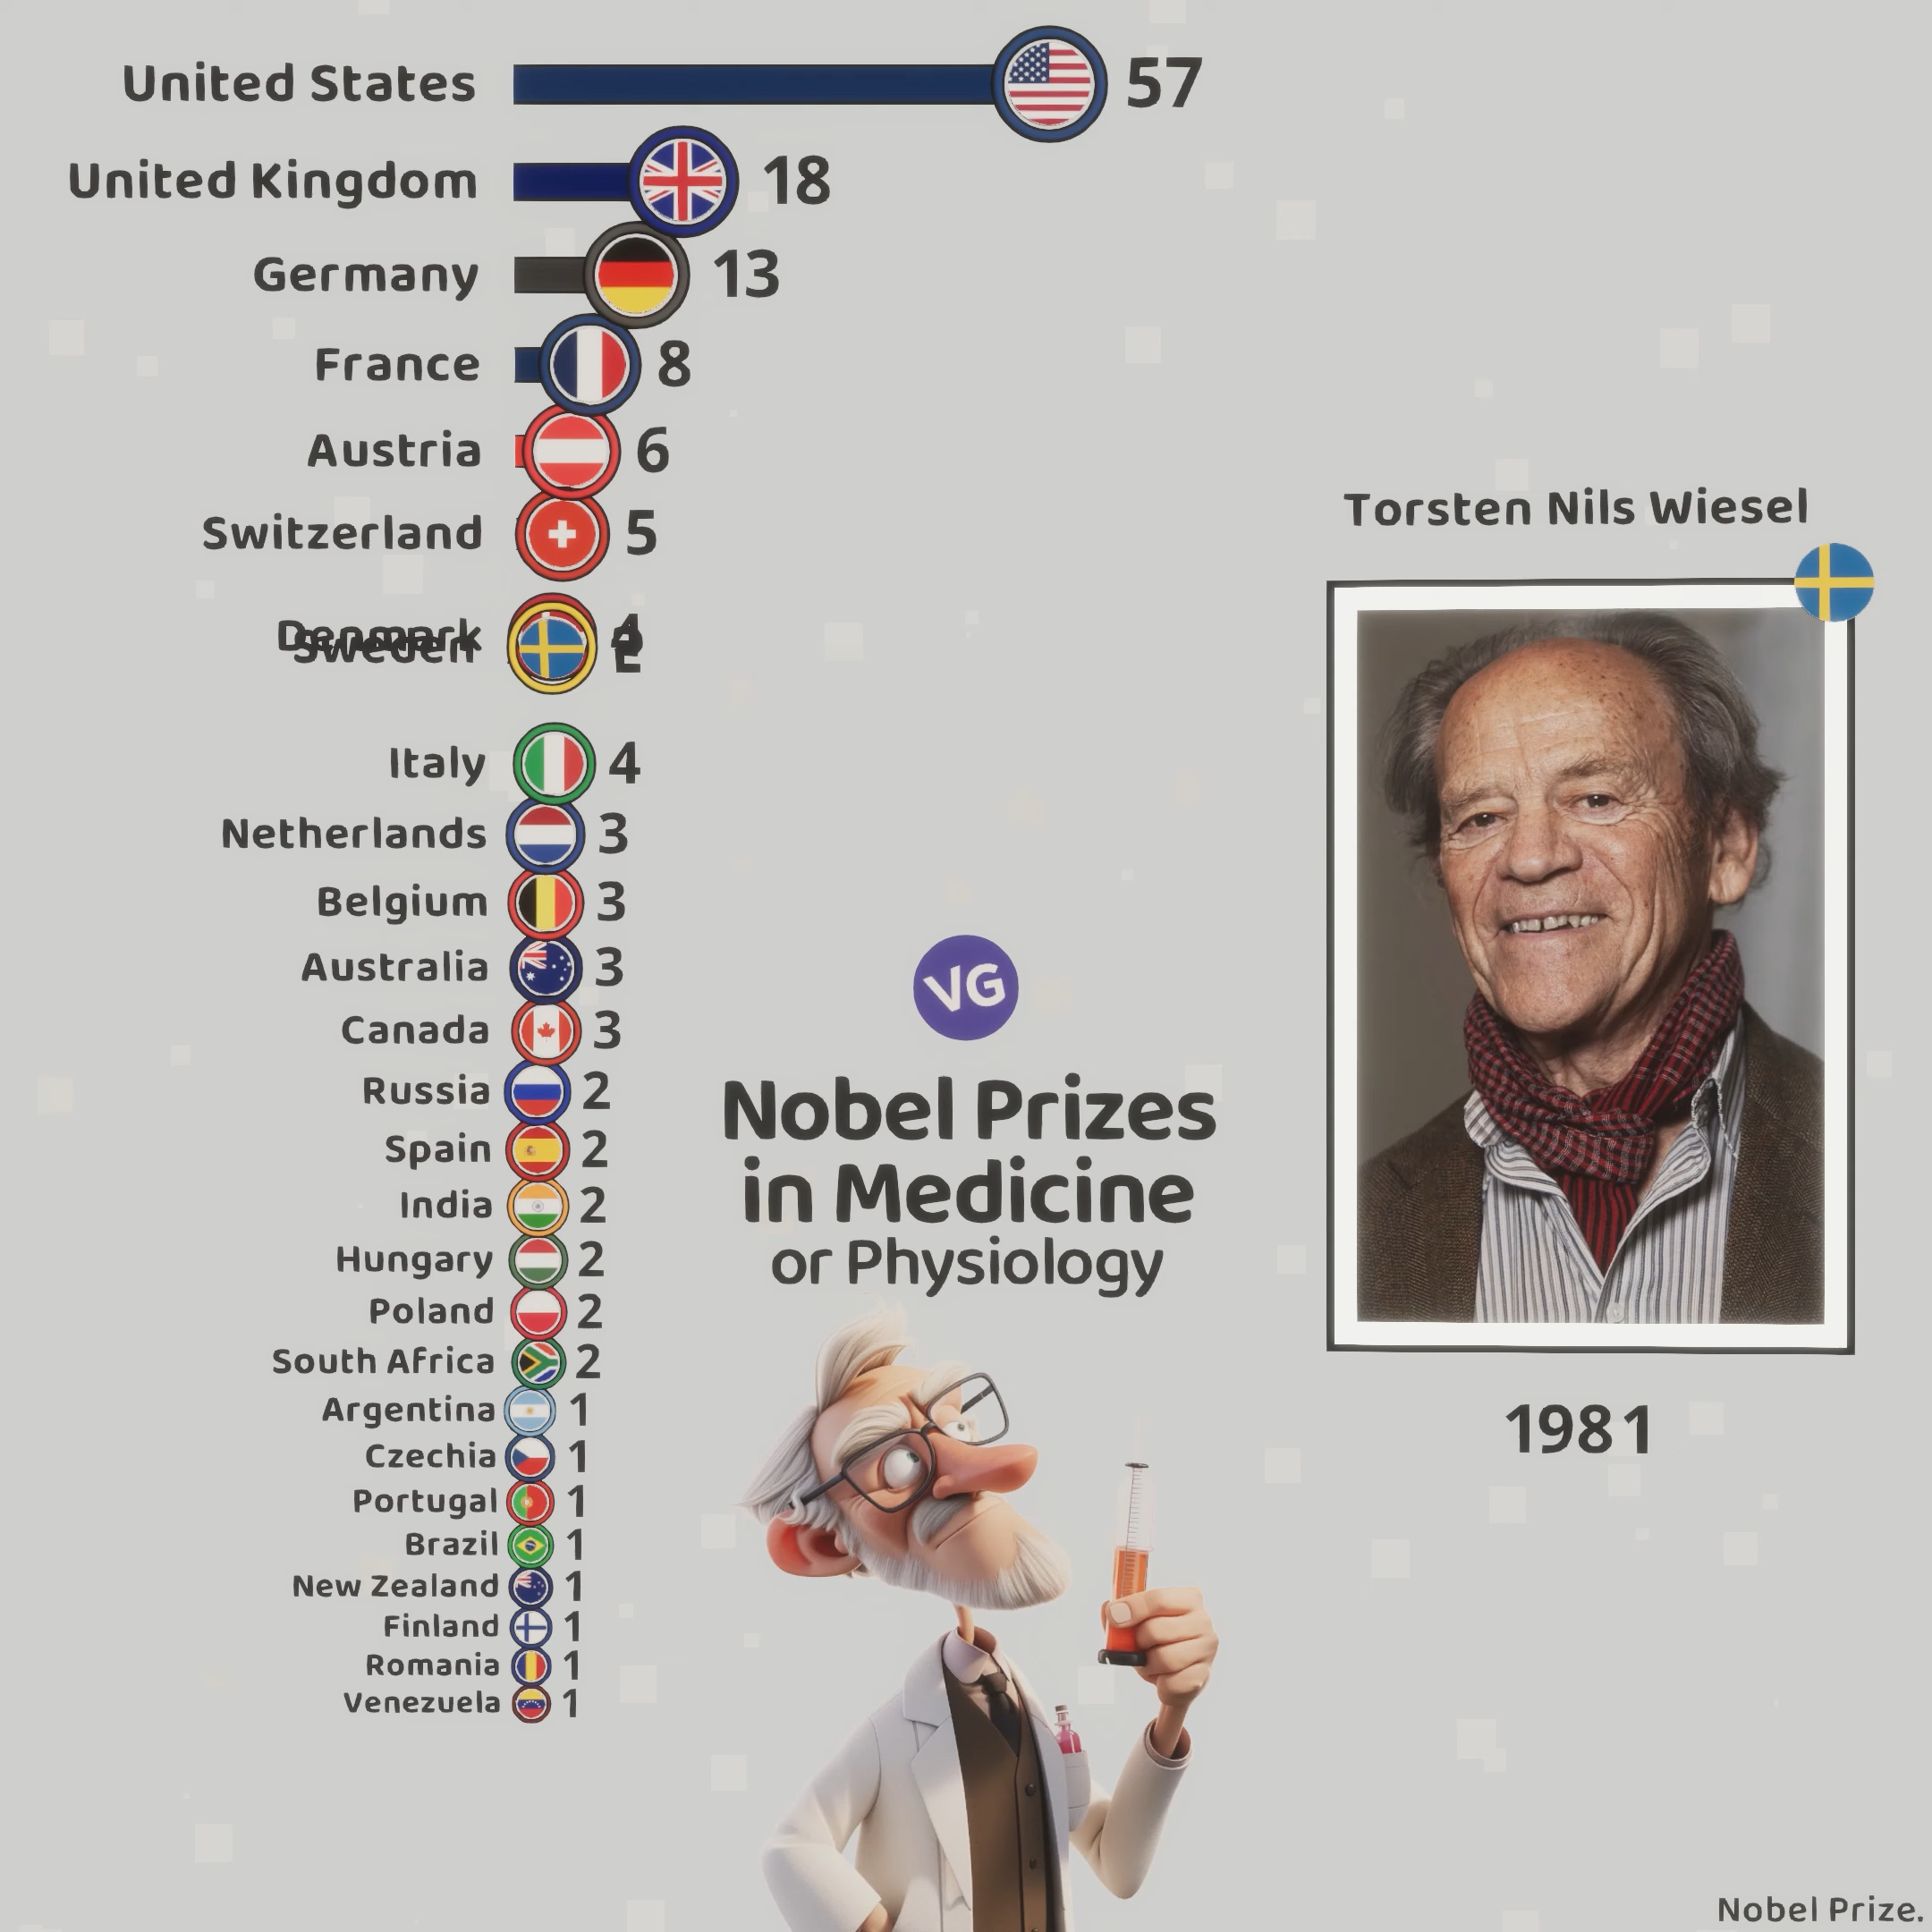 United States 57
United Kingdom 18
Germany 13
France 8
Austria 6
Switzerland 5
Denmark 4
Sweden
Italy 4
Netherlands 3
Belgium 3
Australia 3
Canada 3
Russia 2
Spain 2
India 2
Hungary 2
Poland 2
South Africa 2
Argentina 1
Czechia 1
Portugal 1
Brazil 1
New Zealand 1
Finland 1
Romania 1
Venezuela 1
VG
Nobel Prizes
in Medicine
or Physiology
Torsten Nils Wiesel
1981
Nobel Prize.